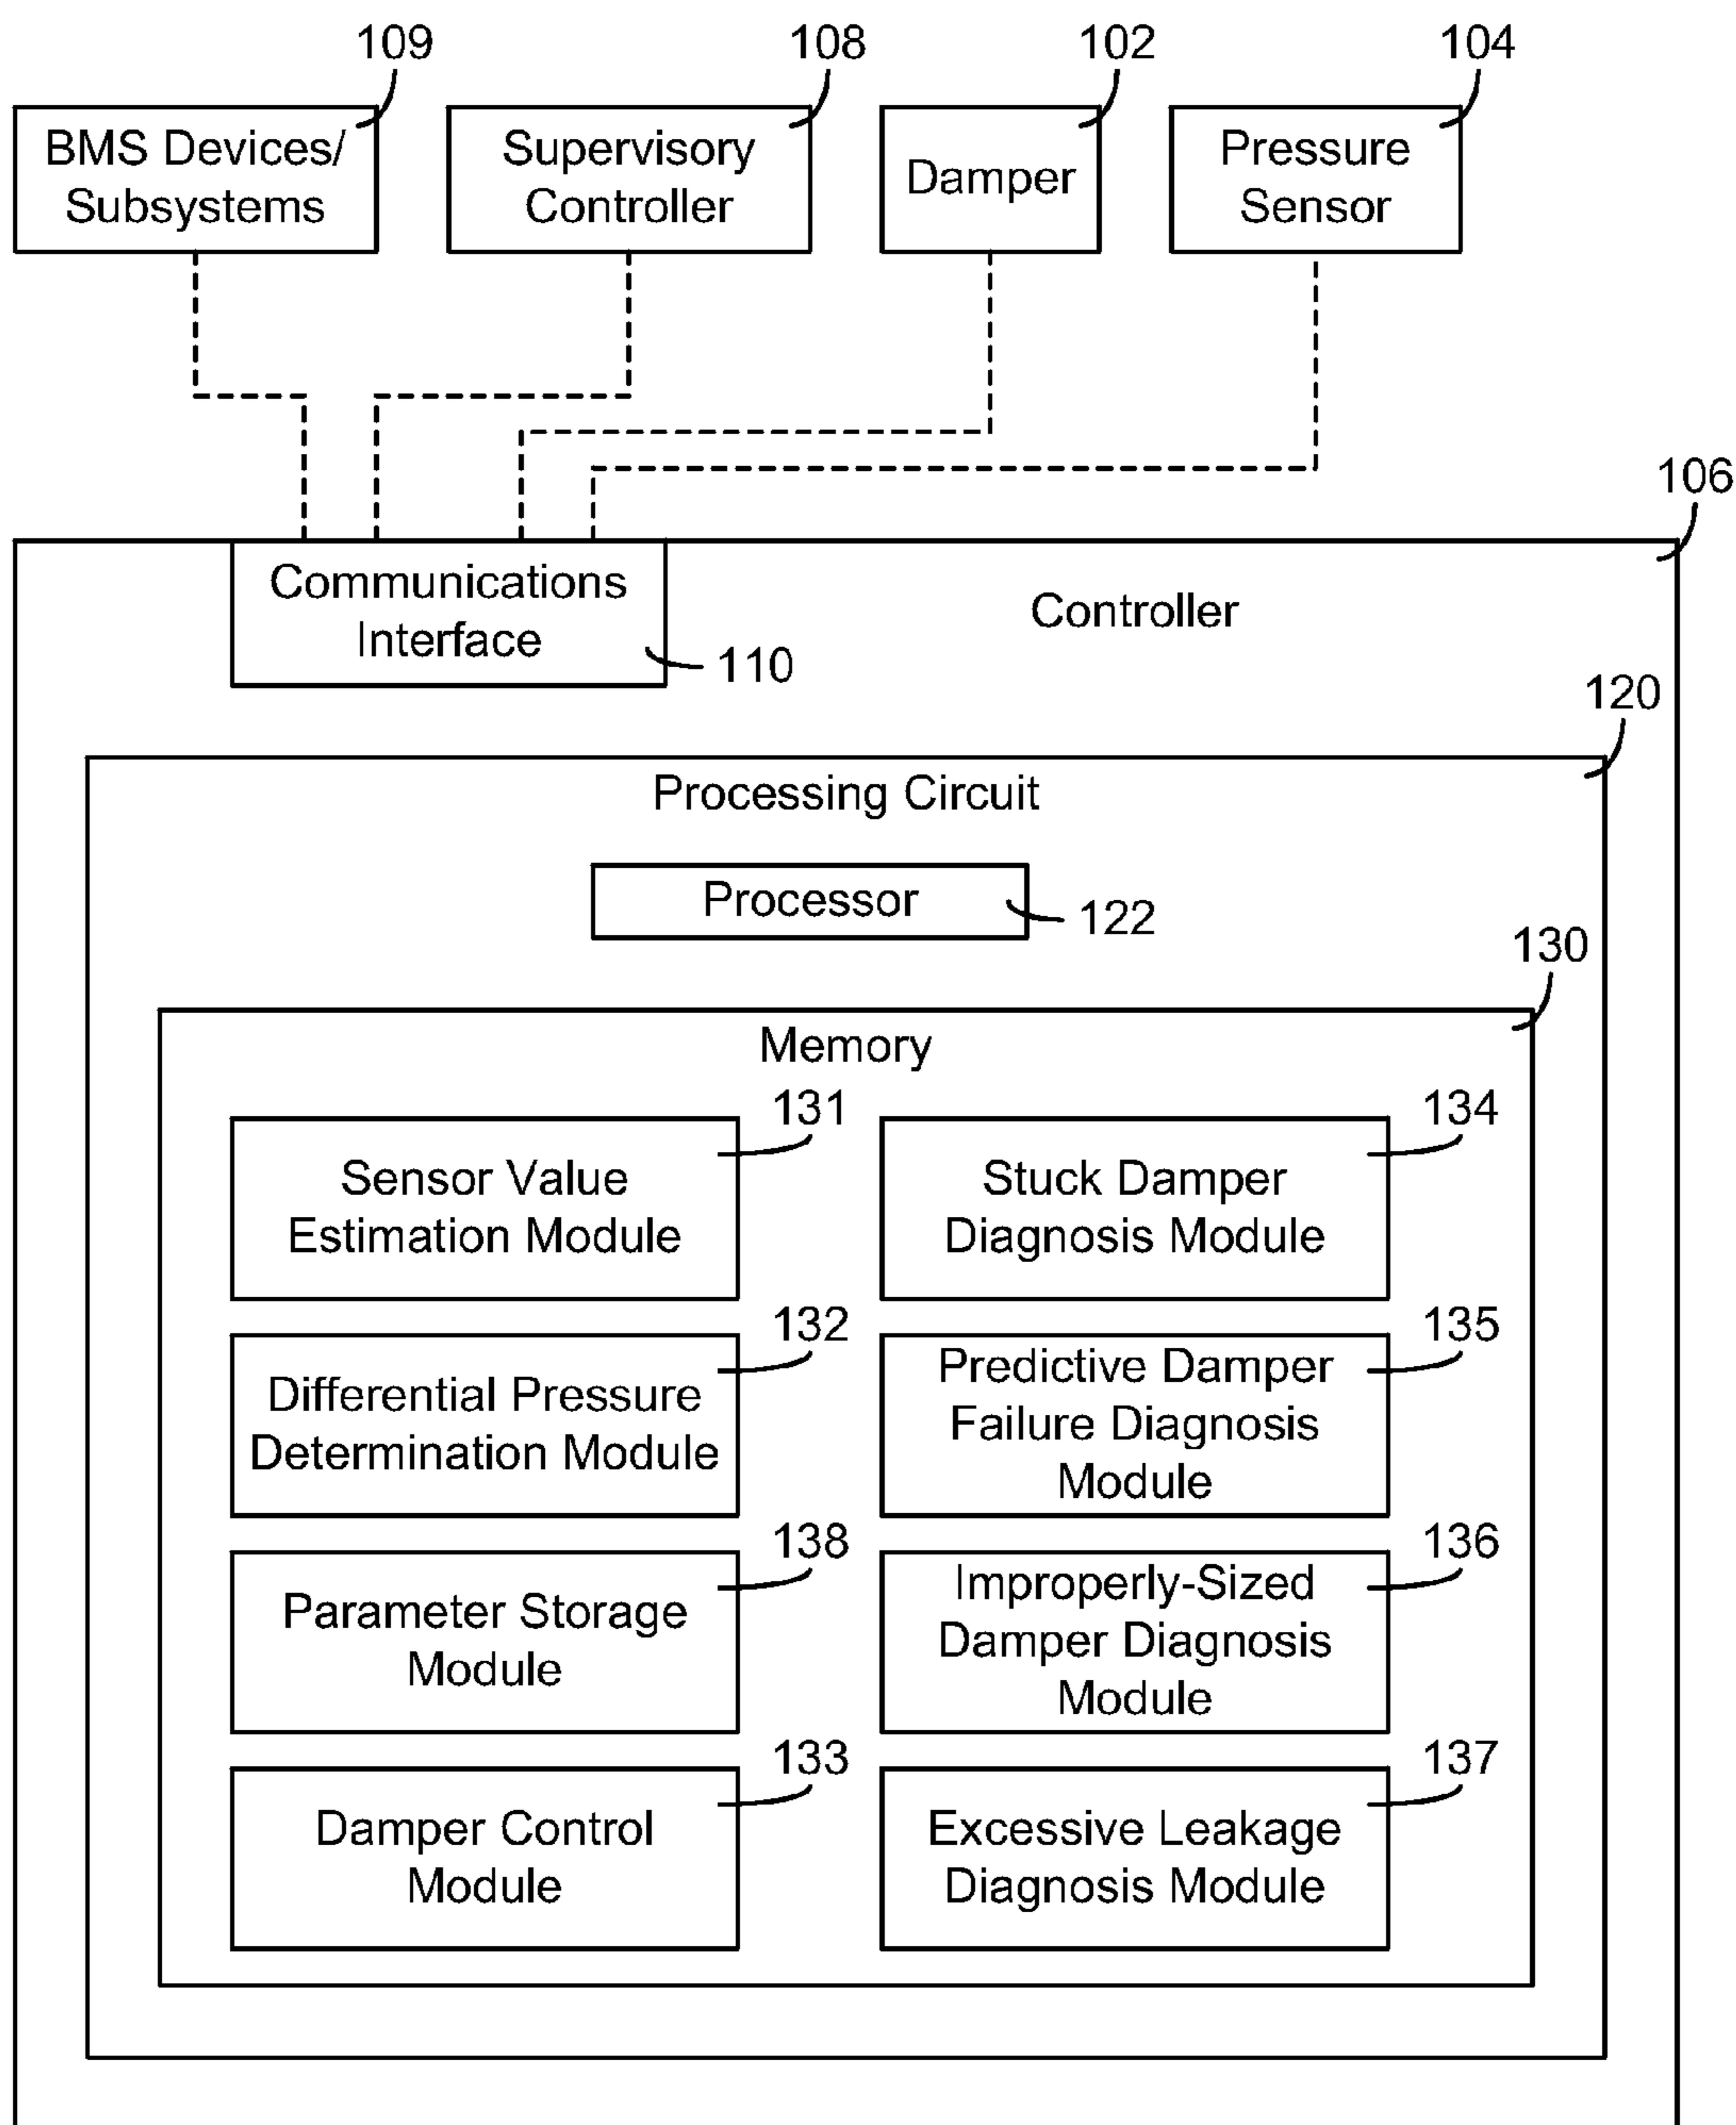 109
108
102
104
BMS Devices/
Subsystems
Supervisory
Controller
Damper
Pressure
Sensor
106
Communications
Interface
110
Controller
120
Processing Circuit
Processor
122
130
Memory
131
Sensor Value
Estimation Module
134
Stuck Damper
Diagnosis Module
132
Differential Pressure
Determination Module
135
Predictive Damper
Failure Diagnosis
Module
138
Parameter Storage
Module
136
Improperly-Sized
Damper Diagnosis
Module
133
Damper Control
Module
137
Excessive Leakage
Diagnosis Module